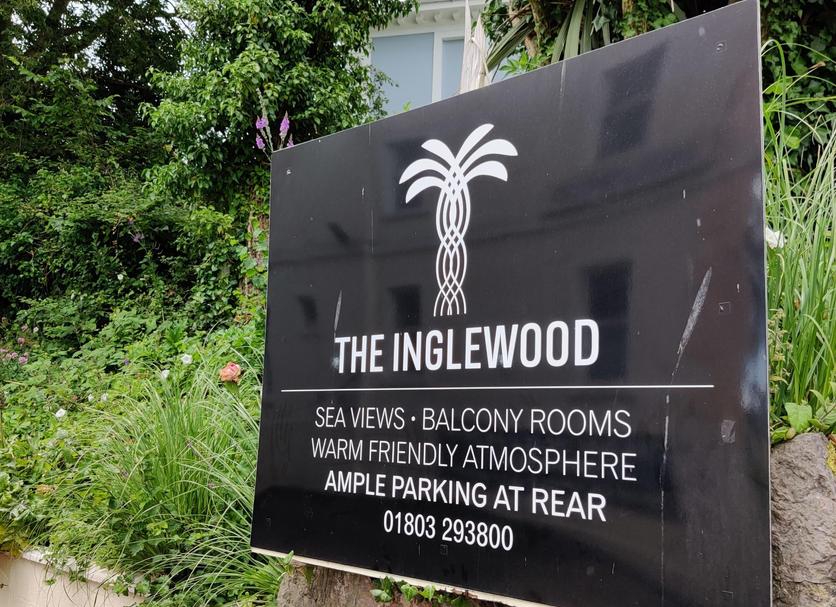 THE INGLEWOOD
SEA VIEWS • BALCONY ROOMS
WARM FRIENDLY ATMOSPHERE
AMPLE PARKING AT REAR
01803 293800